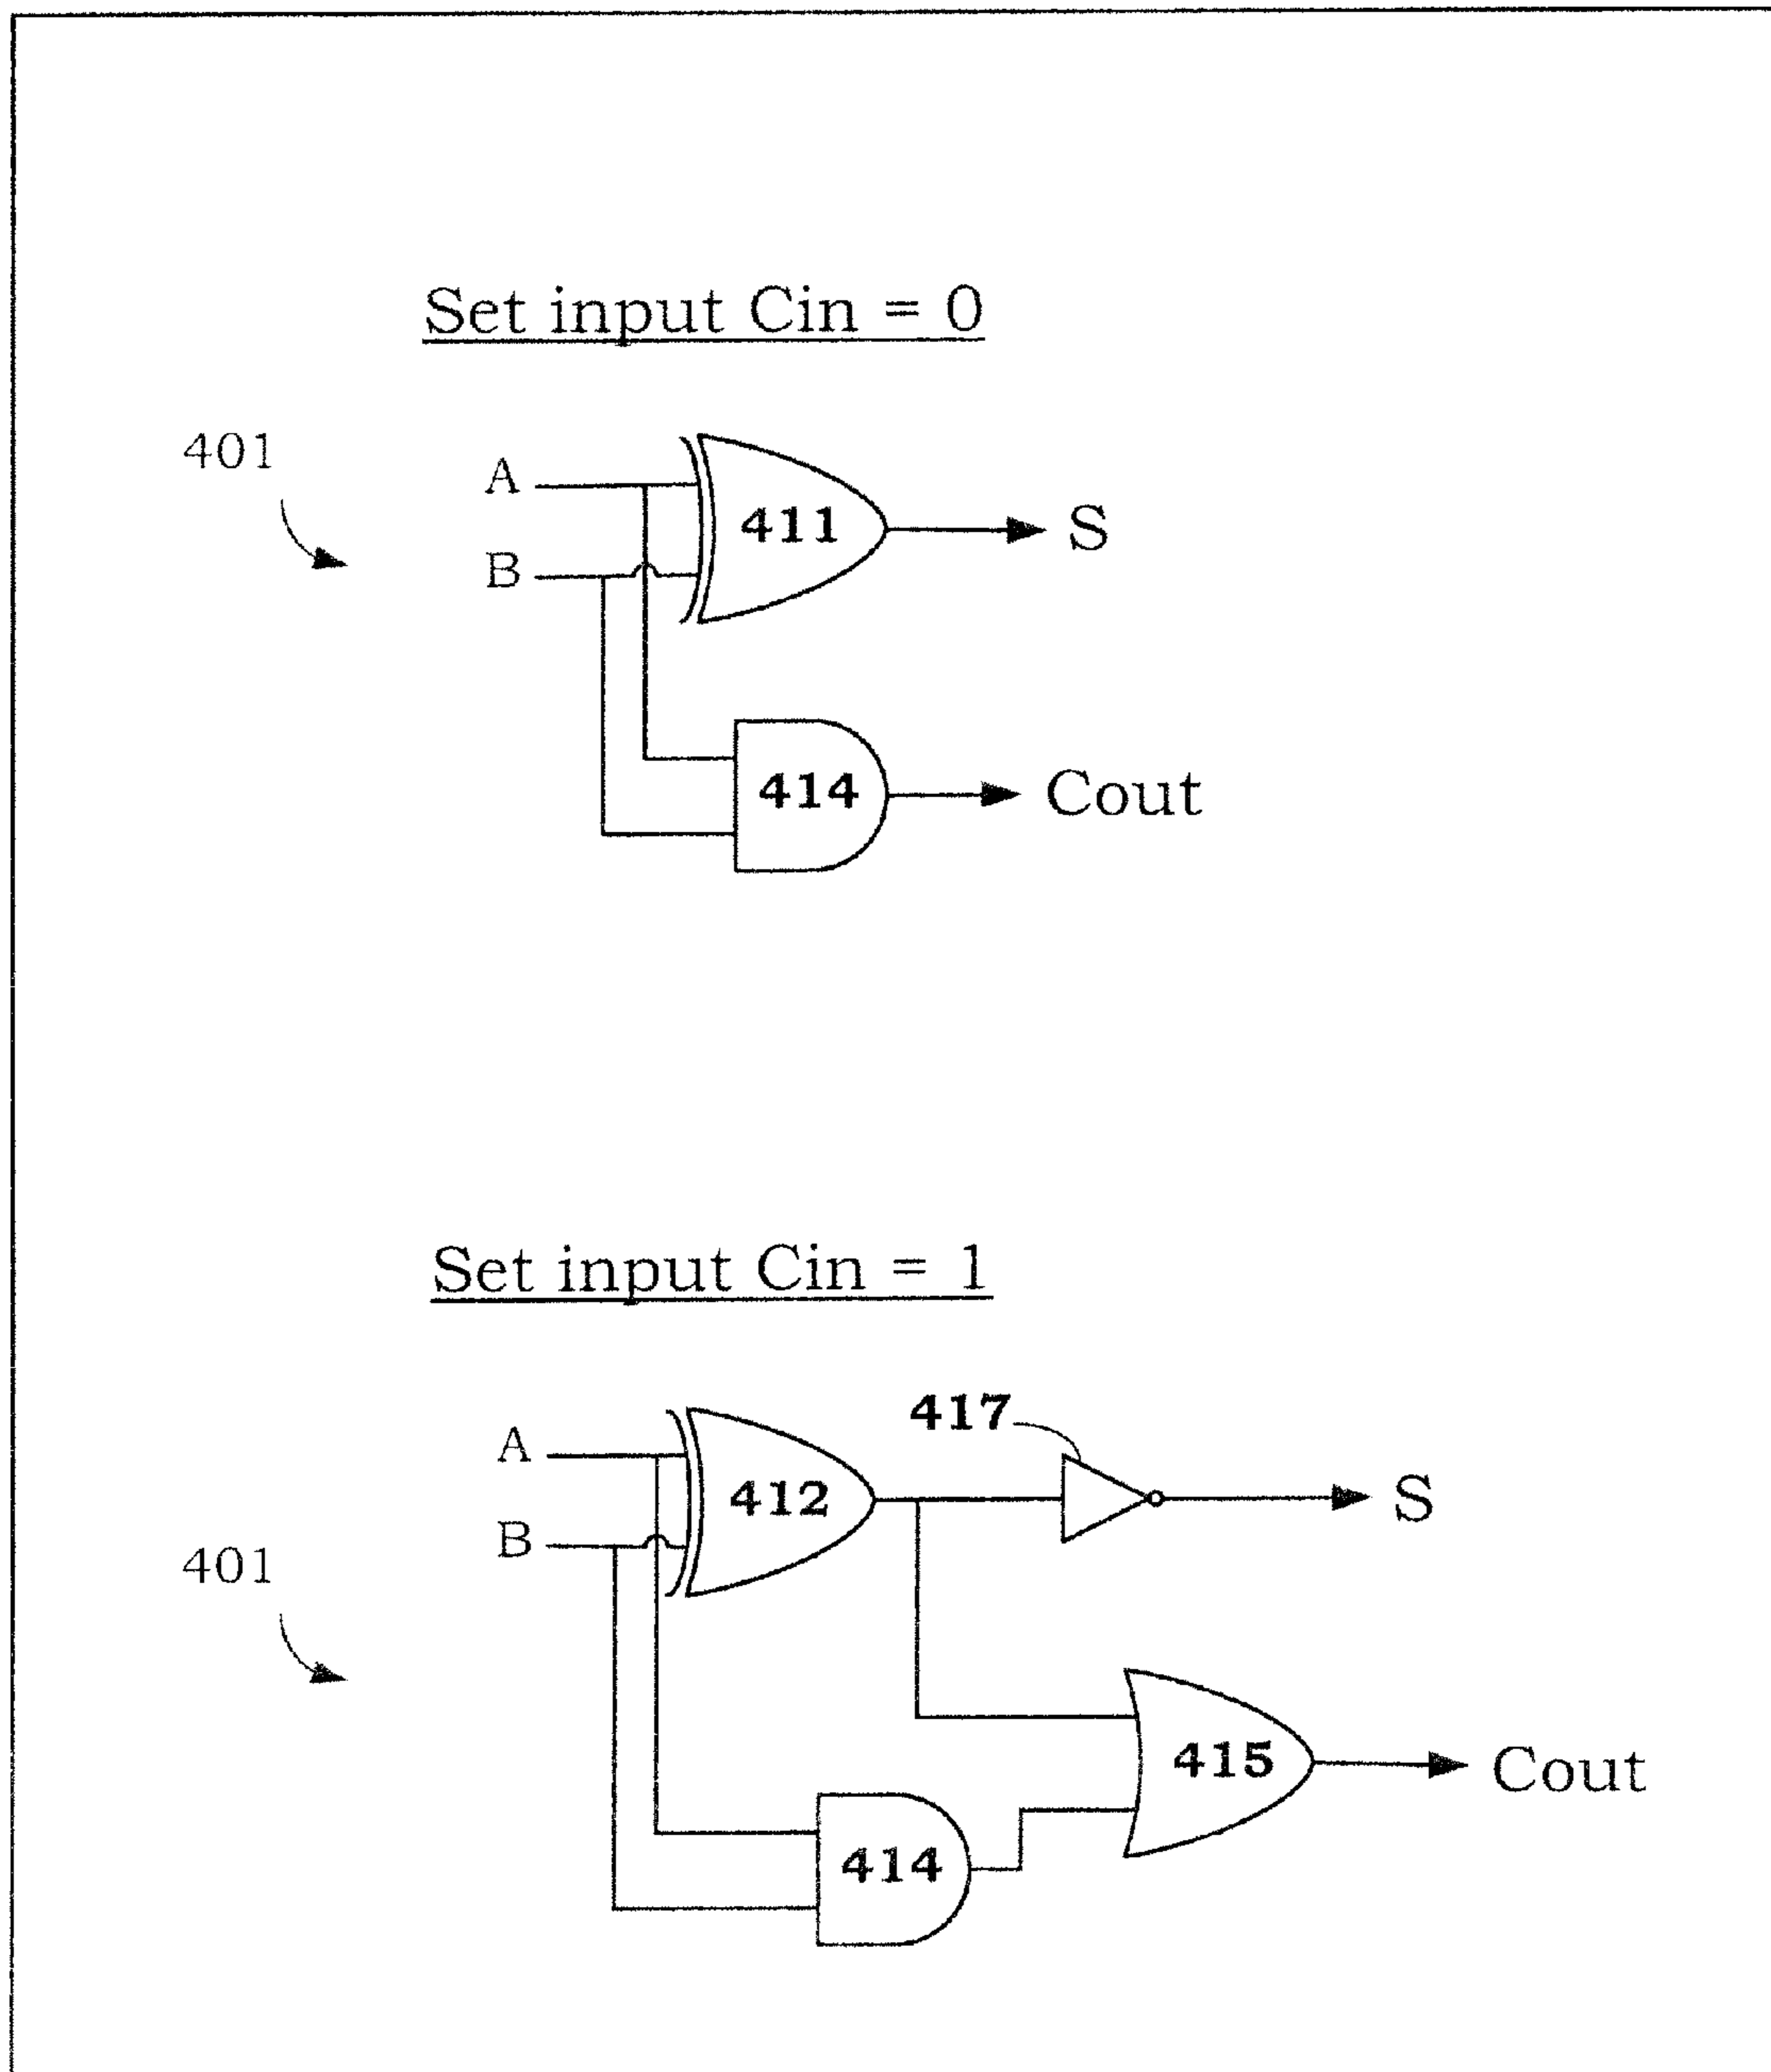 Set input Cin = 0
401
A
411
S
B
414
Cout
Set input Cin = 1
417
A
412
S
B
401
415
Cout
414